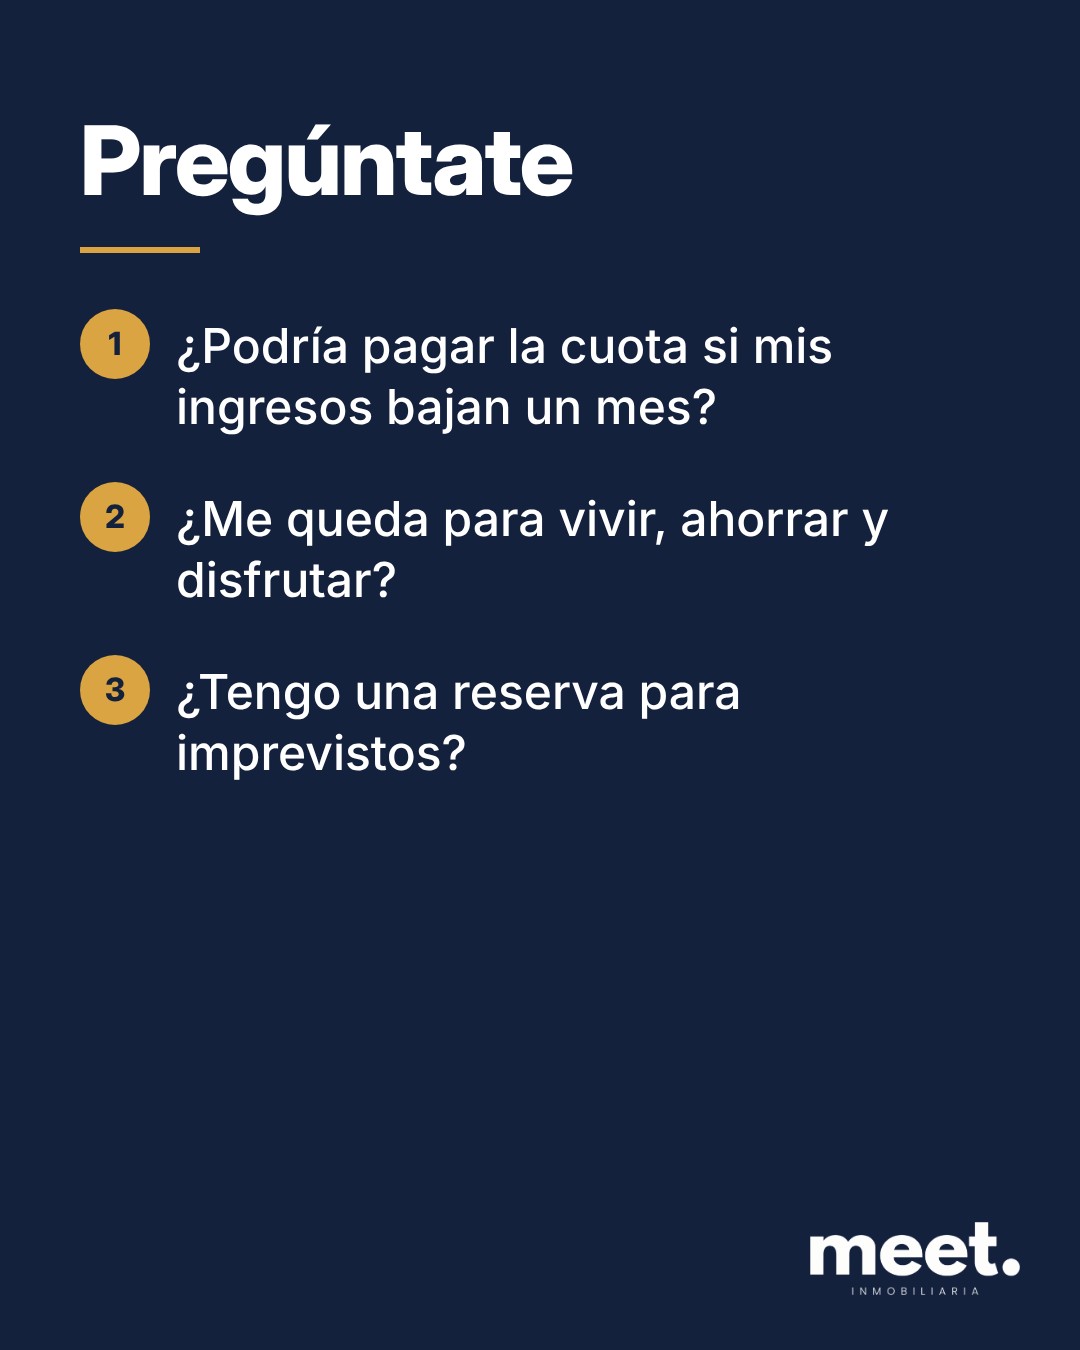 Pregúntate
1 ¿Podría pagar la cuota si mis
ingresos bajan un mes?
2 ¿Me queda para vivir, ahorrar y
disfrutar?
3 ¿Tengo una reserva para
imprevistos?
meet.
INMOBILIARIA